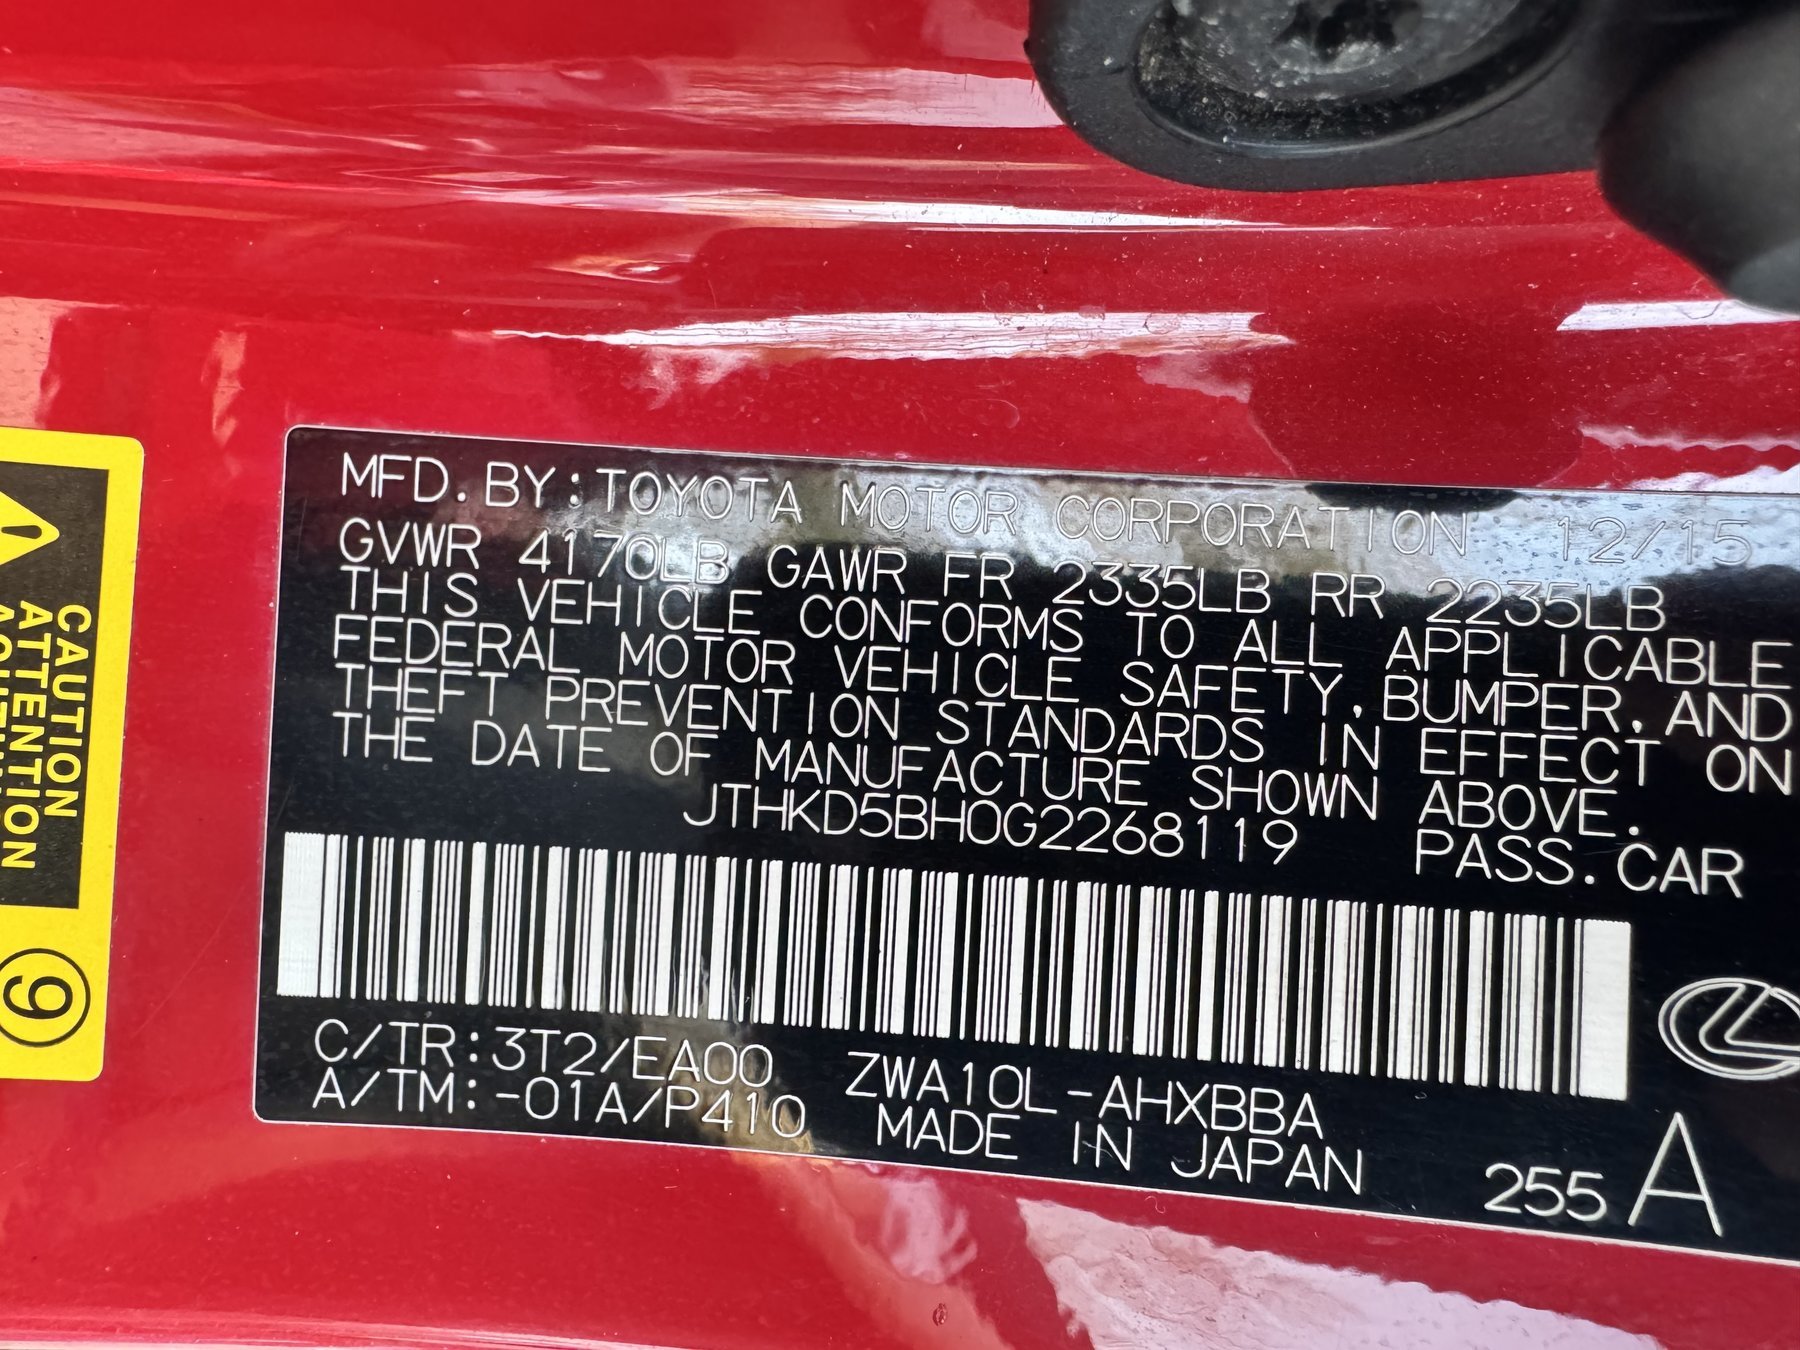 MFD. BY: TOYOTA MOTOR CORPORATION 12/15
GVWR 4170LB GAWR FR 2335LB RR 2235LB
THIS VEHICLE CONFORMS TO ALL APPLICABLE
FEDERAL MOTOR VEHICLE SAFETY, BUMPER, AND
THEFT PREVENTION STANDARDS IN EFFECT ON
THE DATE OF MANUFACTURE SHOWN ABOVE.
JTHKD5BH0G2268119 PASS. CAR
C/TR: 3T2/EA00 ZWA10L-AHXBBA
A/TM: -01A/P410 MADE IN JAPAN
255 A
CAUTION
ATTENTION
9